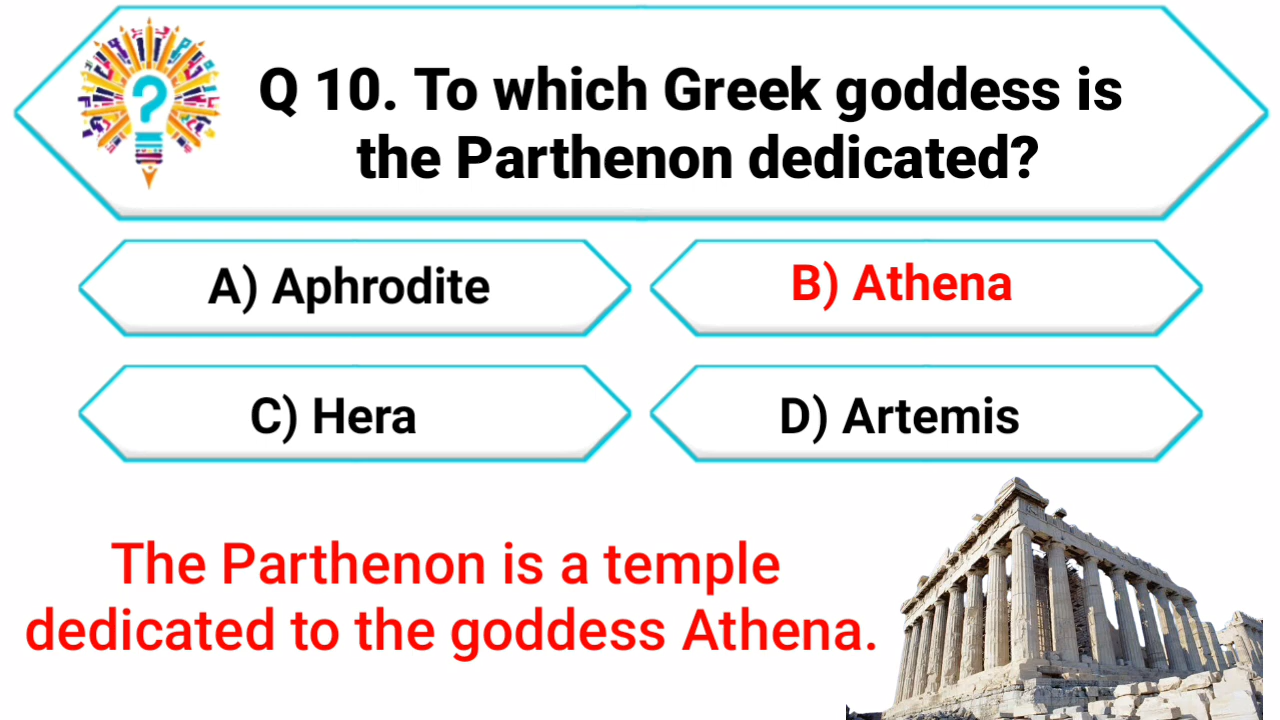 Q 10. To which Greek goddess is
the Parthenon dedicated?
A) Aphrodite
B) Athena
C) Hera
D) Artemis
The Parthenon is a temple
dedicated to the goddess Athena.